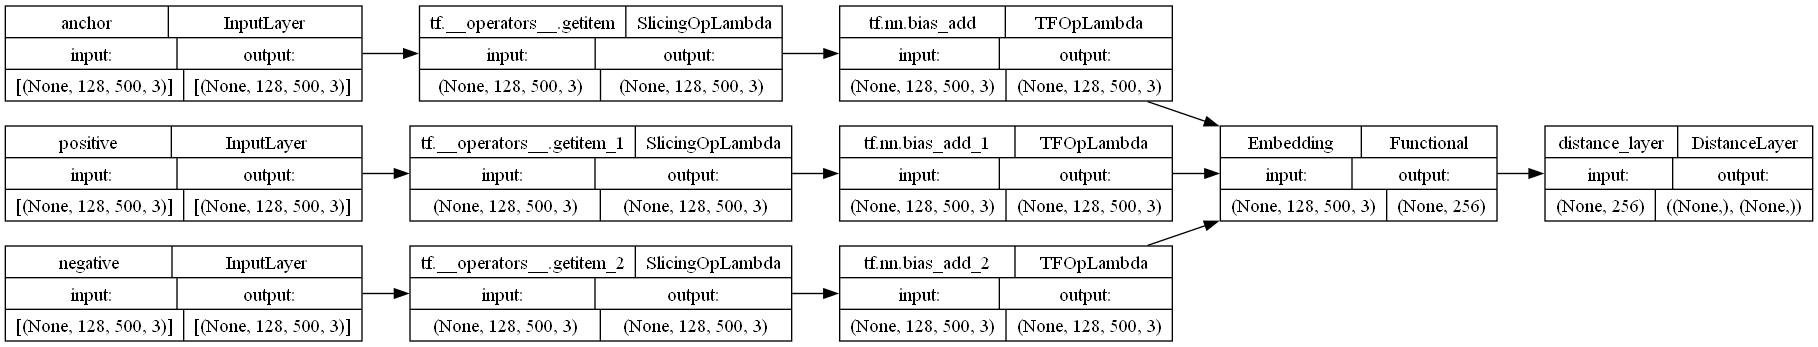 anchor InputLayer
input: output:
[(None, 128, 500, 3)] [(None, 128, 500, 3)]
tf.__operators__.getitem SlicingOpLambda
input: output:
(None, 128, 500, 3) (None, 128, 500, 3)
tf.nn.bias_add TFOpLambda
input: output:
(None, 128, 500, 3) (None, 128, 500, 3)
positive InputLayer
input: output:
[(None, 128, 500, 3)] [(None, 128, 500, 3)]
tf.__operators__.getitem_1 SlicingOpLambda
input: output:
(None, 128, 500, 3) (None, 128, 500, 3)
tf.nn.bias_add_1 TFOpLambda
input: output:
(None, 128, 500, 3) (None, 128, 500, 3)
Embedding Functional
input: output:
(None, 128, 500, 3) (None, 256)
distance_layer DistanceLayer
input: output:
(None, 256) ((None,), (None,))
negative InputLayer
input: output:
[(None, 128, 500, 3)] [(None, 128, 500, 3)]
tf.__operators__.getitem_2 SlicingOpLambda
input: output:
(None, 128, 500, 3) (None, 128, 500, 3)
tf.nn.bias_add_2 TFOpLambda
input: output:
(None, 128, 500, 3) (None, 128, 500, 3)